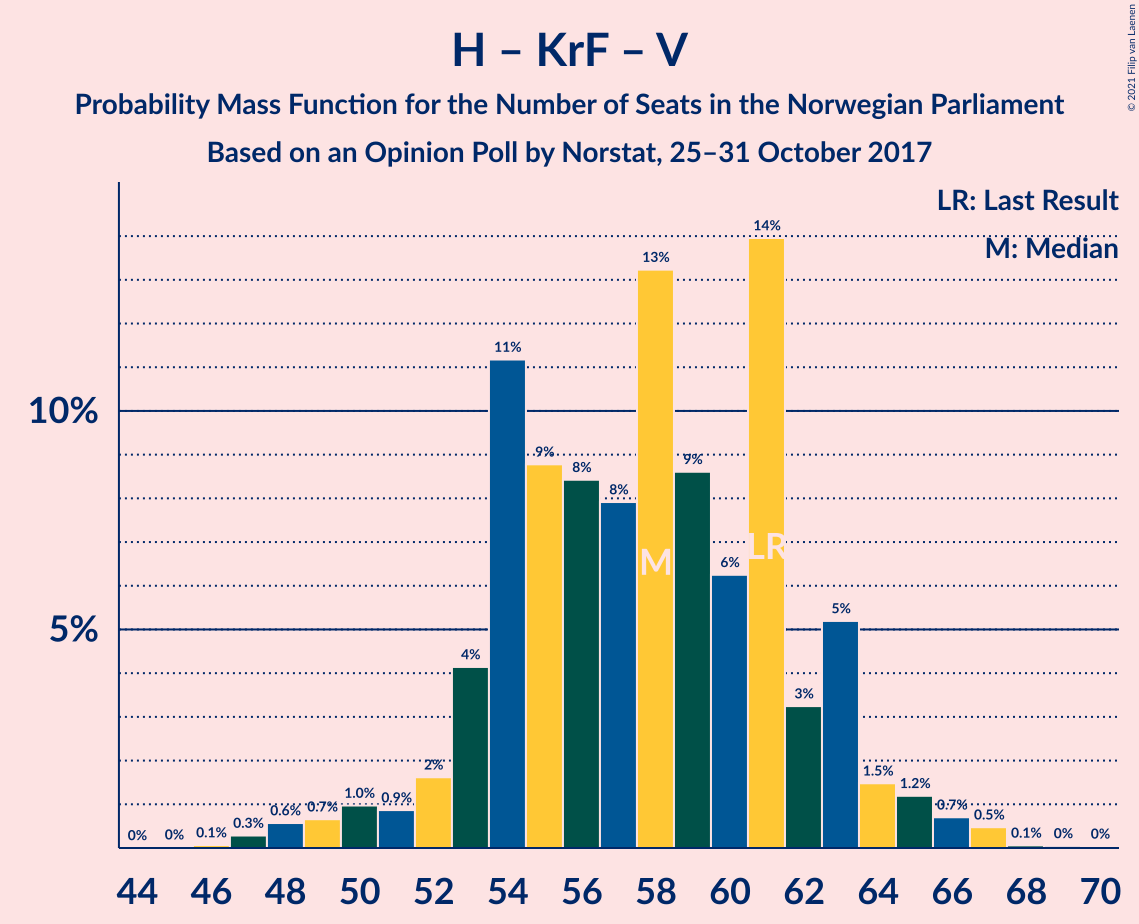 H – KrF – V
Probability Mass Function for the Number of Seats in the Norwegian Parliament
Based on an Opinion Poll by Norstat, 25–31 October 2017
© 2021 Filip van Laenen
LR: Last Result
M: Median
10%
5%
0% 0% 0.1% 0.3% 0.6% 0.7% 1.0% 0.9% 2% 4% 11% 9% 8% 8% 13% 9% 6% 14% 3% 5% 1.5% 1.2% 0.7% 0.5% 0.1% 0% 0%
M LR
44 46 48 50 52 54 56 58 60 62 64 66 68 70